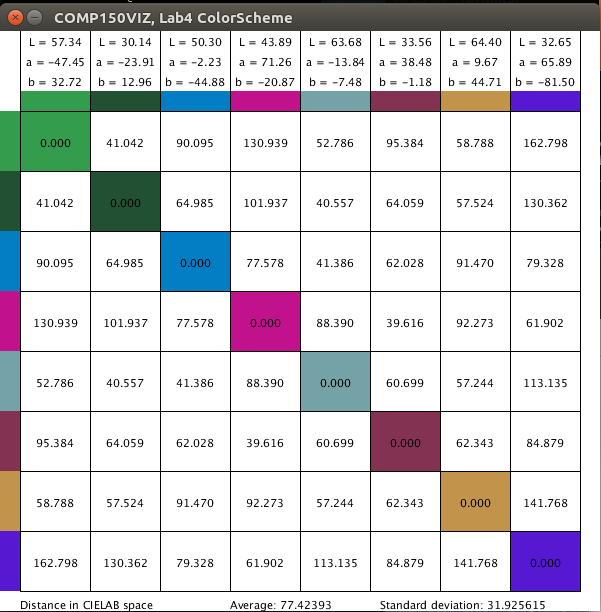 COMP150VIZ, Lab4 ColorScheme
L = 57.34 L = 30.14 L = 50.30 L = 43.89 L = 63.68 L = 33.56 L = 64.40 L = 32.65
a = -47.45 a = -23.91 a = -2.23 a = 71.26 a = -13.84 a = 38.48 a = 9.67 a = 65.89
b = 32.72 b = 12.96 b = -44.88 b = -20.87 b = -7.48 b = -1.18 b = 44.71 b = -81.50
0.000 41.042 90.095 130.939 52.786 95.384 58.788 162.798
41.042 0.000 64.985 101.937 40.557 64.059 57.524 130.362
90.095 64.985 0.000 77.578 41.386 62.028 91.470 79.328
130.939 101.937 77.578 0.000 88.390 39.616 92.273 61.902
52.786 40.557 41.386 88.390 0.000 60.699 57.244 113.135
95.384 64.059 62.028 39.616 60.699 0.000 62.343 84.879
58.788 57.524 91.470 92.273 57.244 62.343 0.000 141.768
162.798 130.362 79.328 61.902 113.135 84.879 141.768 0.000
Distance in CIELAB space Average: 77.42393 Standard deviation: 31.925615